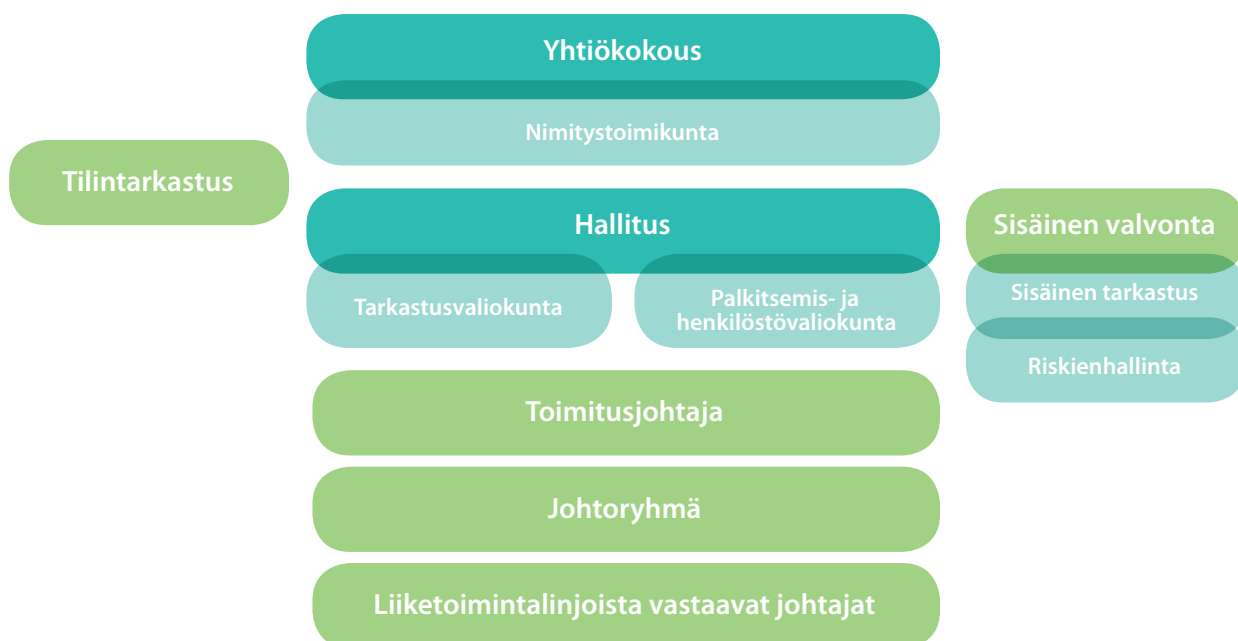 Yhtiökokous
Nimitystoimikunta
Tilintarkastus
Hallitus
Sisäinen valvonta
Tarkastusvaliokunta
Palkitsemis- ja
henkilöstövaliokunta
Sisäinen tarkastus
Riskienhallinta
Toimitusjohtaja
Johtoryhmä
Liiketoimintalinjoista vastaavat johtajat